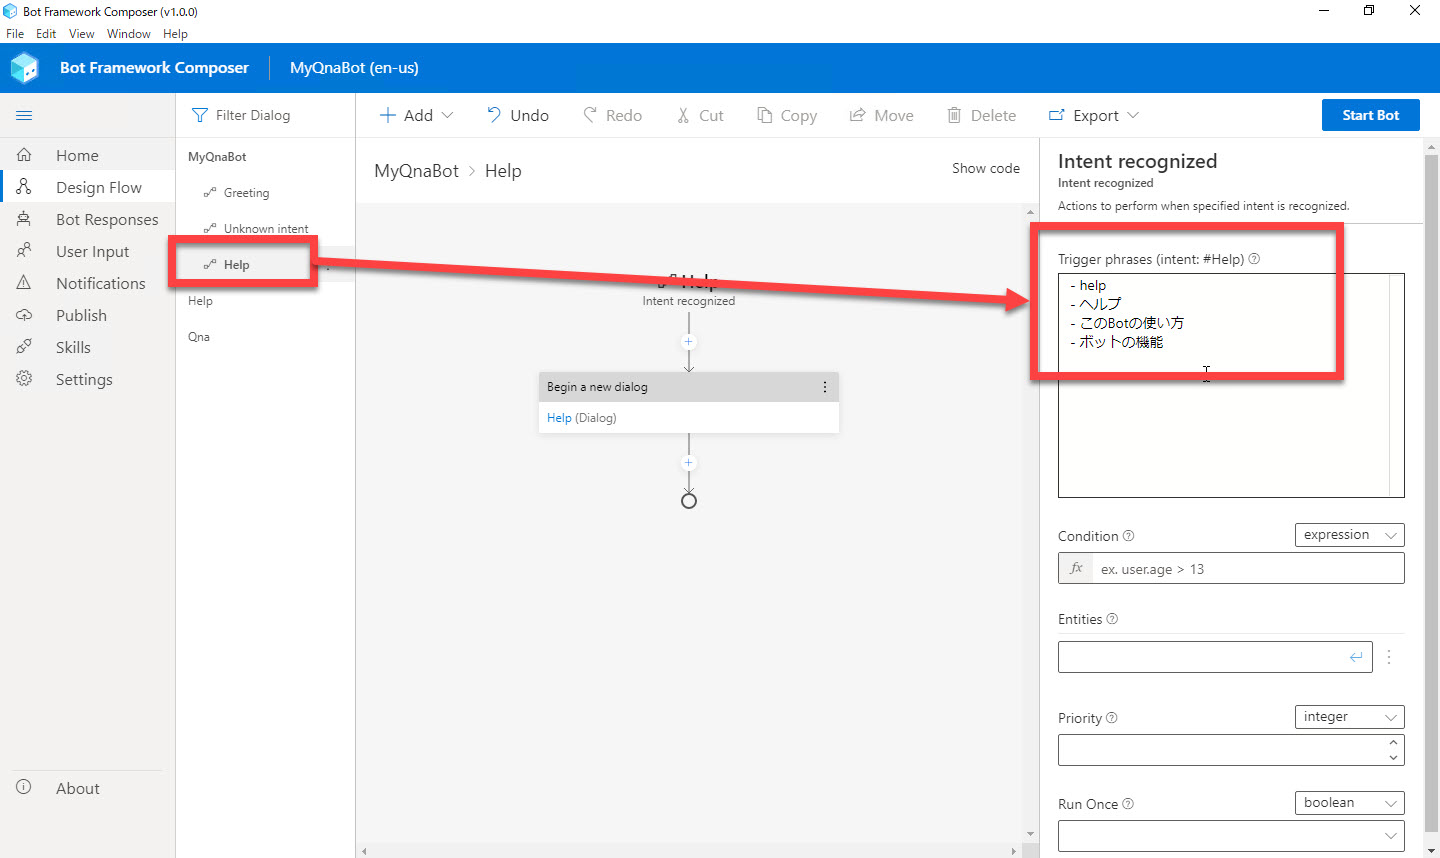 Bot Framework Composer (v1.0.0)
File Edit View Window Help
Bot Framework Composer MyQnaBot (en-us)
Filter Dialog
Add Undo Redo Cut Copy Move Delete Export Start Bot
Home
Design Flow
Bot Responses
User Input
Notifications
Publish
Skills
Settings
About
MyQnaBot
Greeting
Unknown intent
Help
Help
Qna
MyQnaBot > Help
Show code
Help
Intent recognized
Begin a new dialog
Help (Dialog)
Intent recognized
Intent recognized
Actions to perform when specified intent is recognized.
Trigger phrases (intent: #Help)
- help
- ヘルプ
- このBotの使い方
- ボットの機能
Condition expression
fx ex. user.age > 13
Entities
Priority integer
Run Once boolean